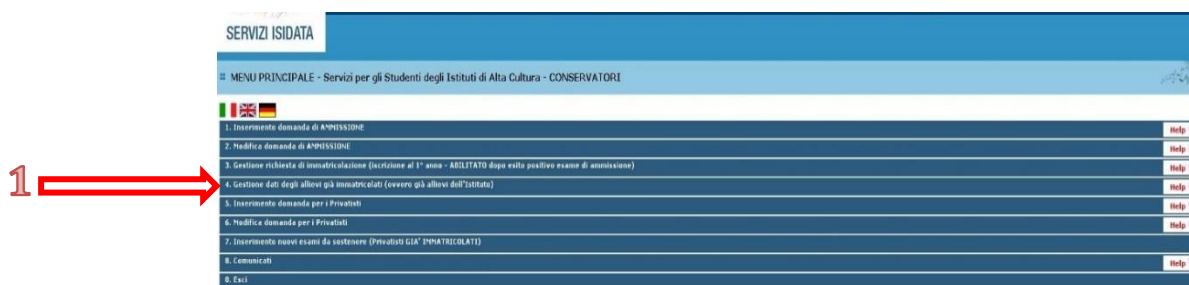 SERVIZI ISIDATA
MENU PRINCIPALE - Servizi per gli Studenti degli Istituti di Alta Cultura - CONSERVATORI
1. Inserimento domanda di AMMISSIONE
Help
2. Modifica domanda di AMMISSIONE
Help
3. Gestione richiesta di immatricolazione (iscrizione al 1° anno - ABILITATO dopo esito positivo esame di ammissione)
Help
1
4. Gestione dati degli allievi già immatricolati (ovvero già allievi dell'Istituto)
Help
5. Inserimento domanda per i Privatisti
Help
6. Modifica domanda per i Privatisti
Help
7. Inserimento nuovi esami da sostenere (Privatisti GIA' IMMATRICOLATI)
8. Comunicati
Help
0. Esci